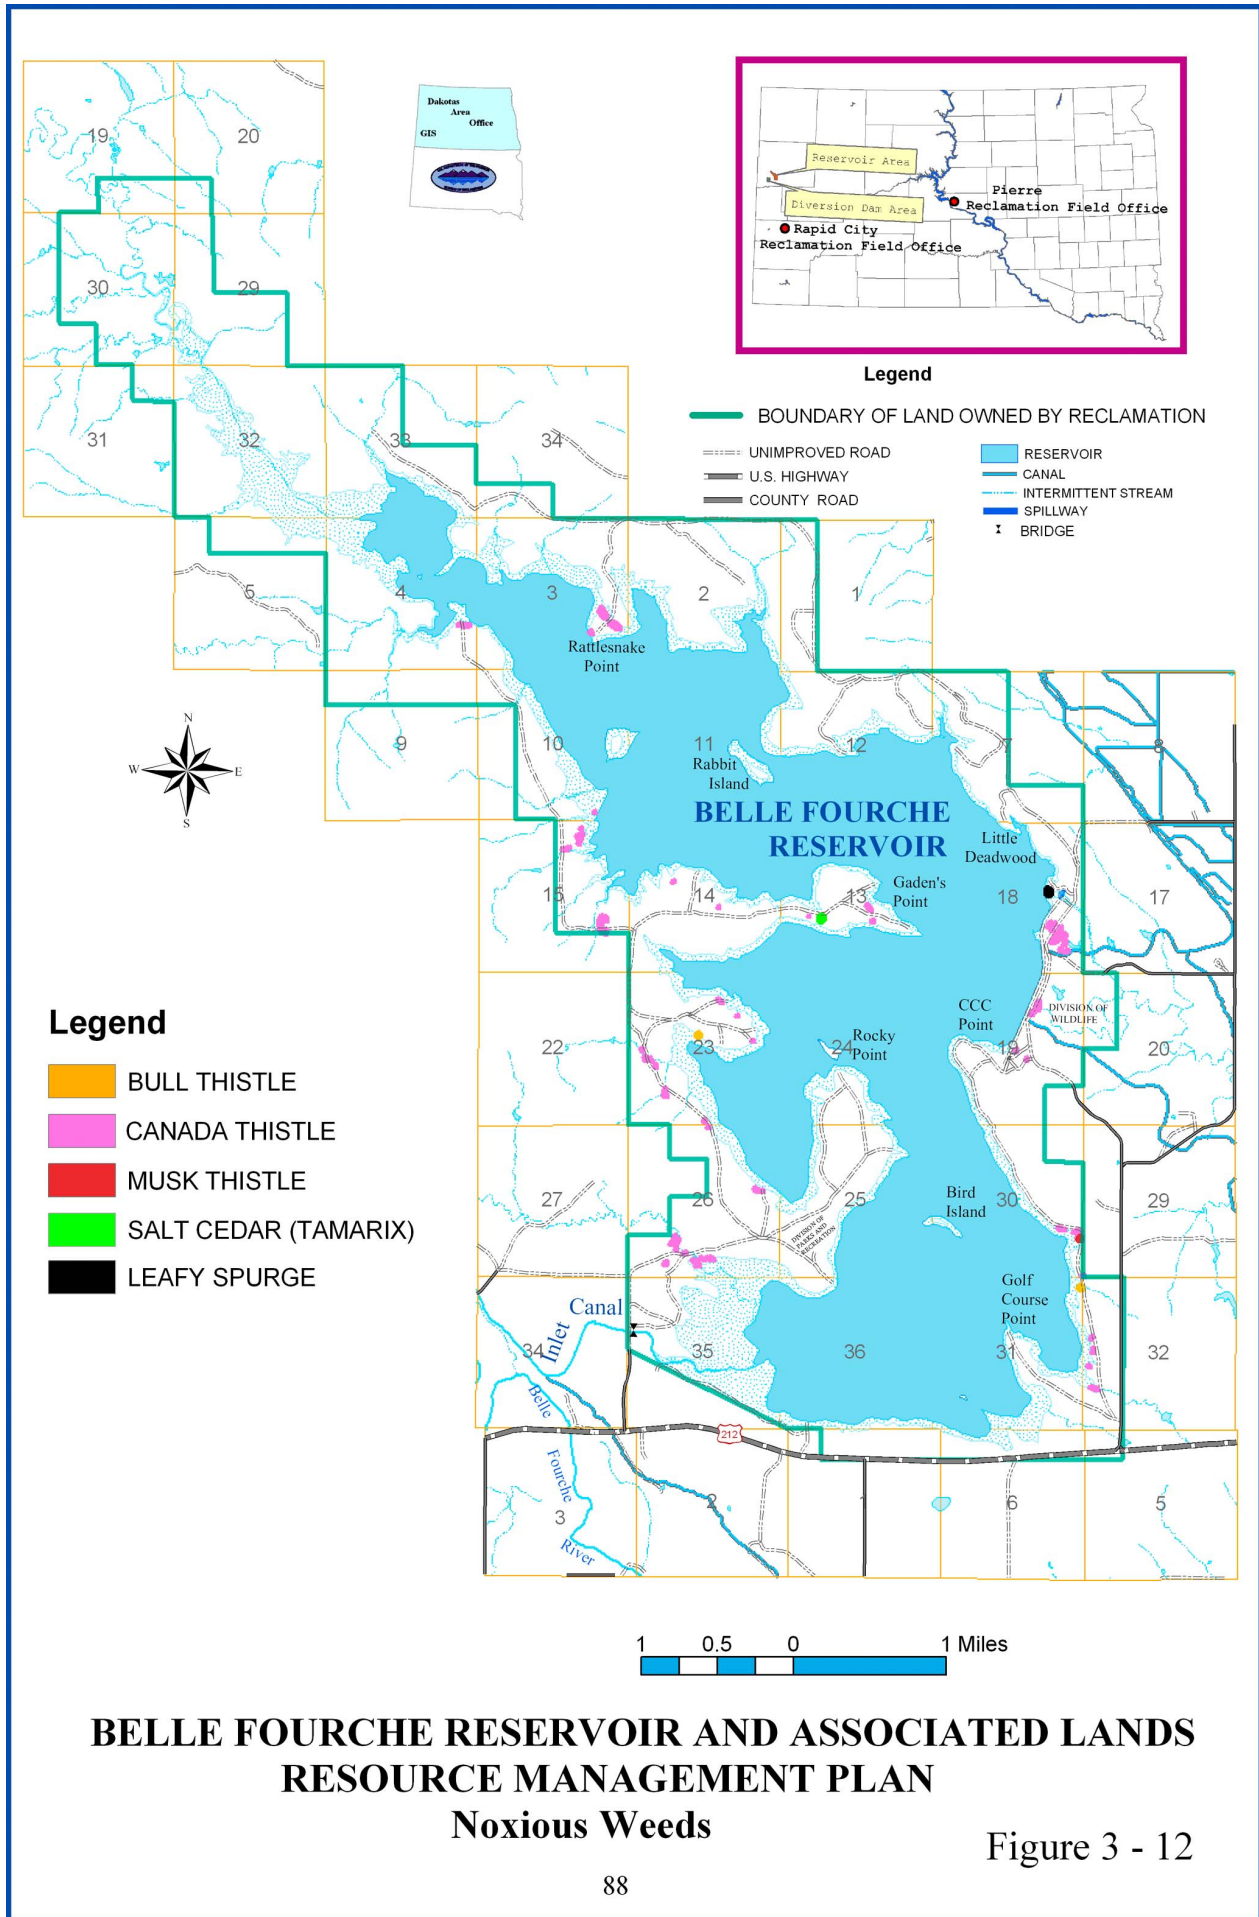 Dakotas
Area
Office
GIS
Reservoir Area
Diversion Dam Area
Pierre
Reclamation Field Office
Rapid City
Reclamation Field Office
Legend
BOUNDARY OF LAND OWNED BY RECLAMATION
UNIMPROVED ROAD
U.S. HIGHWAY
COUNTY ROAD
RESERVOIR
CANAL
INTERMITTENT STREAM
SPILLWAY
BRIDGE
19
20
30
29
31
32
33
34
5
4
3
2
1
Rattlesnake
Point
N
W
E
S
9
10
11
12
7
8
Rabbit
Island
BELLE FOURCHE
RESERVOIR
Little
Deadwood
Gaden's
Point
15
14
13
18
17
CCC
Point
DIVISION OF
WILDLIFE
Rocky
Point
22
23
24
19
20
Legend
BULL THISTLE
CANADA THISTLE
MUSK THISTLE
SALT CEDAR (TAMARIX)
LEAFY SPURGE
27
26
25
30
29
Bird
Island
DIVISION OF
PARKS AND
RECREATION
Golf
Course
Point
Inlet Canal
34
35
36
31
32
Belle
Fourche
River
212
3
2
1
6
5
1 0.5 0 1 Miles
BELLE FOURCHE RESERVOIR AND ASSOCIATED LANDS
RESOURCE MANAGEMENT PLAN
Noxious Weeds
Figure 3 - 12
88